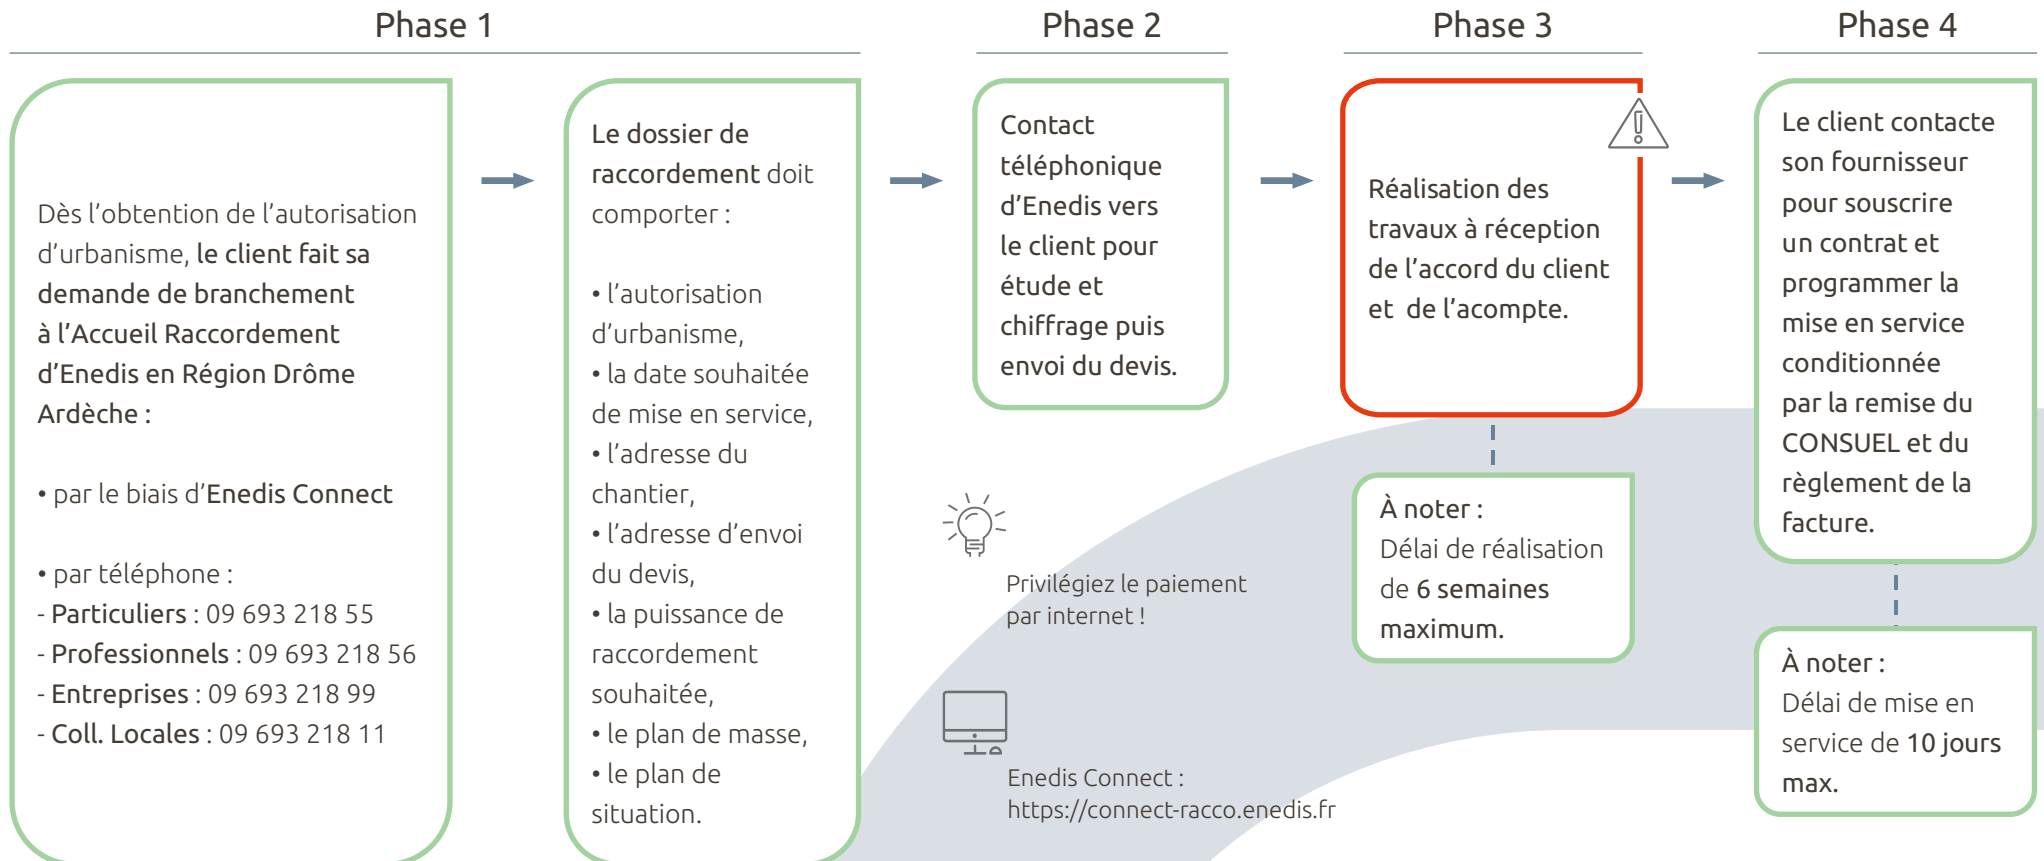 Phase 1
Dès l'obtention de l'autorisation
d'urbanisme, le client fait sa
demande de branchement
à l'Accueil Raccordement
d'Enedis en Région Drôme
Ardèche :
• par le biais d'Enedis Connect
• par téléphone :
- Particuliers : 09 693 218 55
- Professionnels : 09 693 218 56
- Entreprises : 09 693 218 99
- Coll. Locales : 09 693 218 11
Le dossier de
raccordement doit
comporter :
• l'autorisation
d'urbanisme,
• la date souhaitée
de mise en service,
• l'adresse du
chantier,
• l'adresse d'envoi
du devis,
• la puissance de
raccordement
souhaitée,
• le plan de masse,
• le plan de
situation.
Phase 2
Contact
téléphonique
d'Enedis vers
le client pour
étude et
chiffrage puis
envoi du devis.
Privilégiez le paiement
par internet !
Enedis Connect :
https://connect-racco.enedis.fr
Phase 3
Réalisation des
travaux à réception
de l'accord du client
et de l'acompte.
À noter :
Délai de réalisation
de 6 semaines
maximum.
Phase 4
Le client contacte
son fournisseur
pour souscrire
un contrat et
programmer la
mise en service
conditionnée
par la remise du
CONSUEL et du
règlement de la
facture.
À noter :
Délai de mise en
service de 10 jours
max.